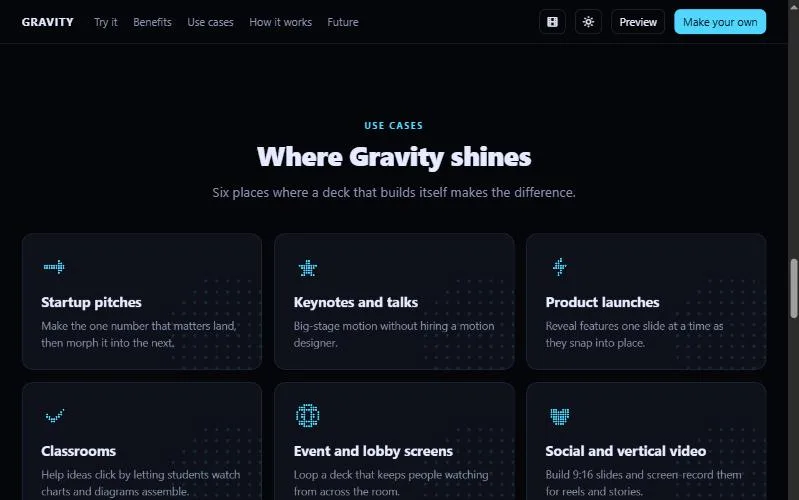 GRAVITY Try it Benefits Use cases How it works Future Preview Make your own
USE CASES
Where Gravity shines
Six places where a deck that builds itself makes the difference.
Startup pitches
Make the one number that matters land,
then morph it into the next.
Keynotes and talks
Big-stage motion without hiring a motion
designer.
Product launches
Reveal features one slide at a time as
they snap into place.
Classrooms
Help ideas click by letting students watch
charts and diagrams assemble.
Event and lobby screens
Loop a deck that keeps people watching
from across the room.
Social and vertical video
Build 9:16 slides and screen-record them
for reels and stories.